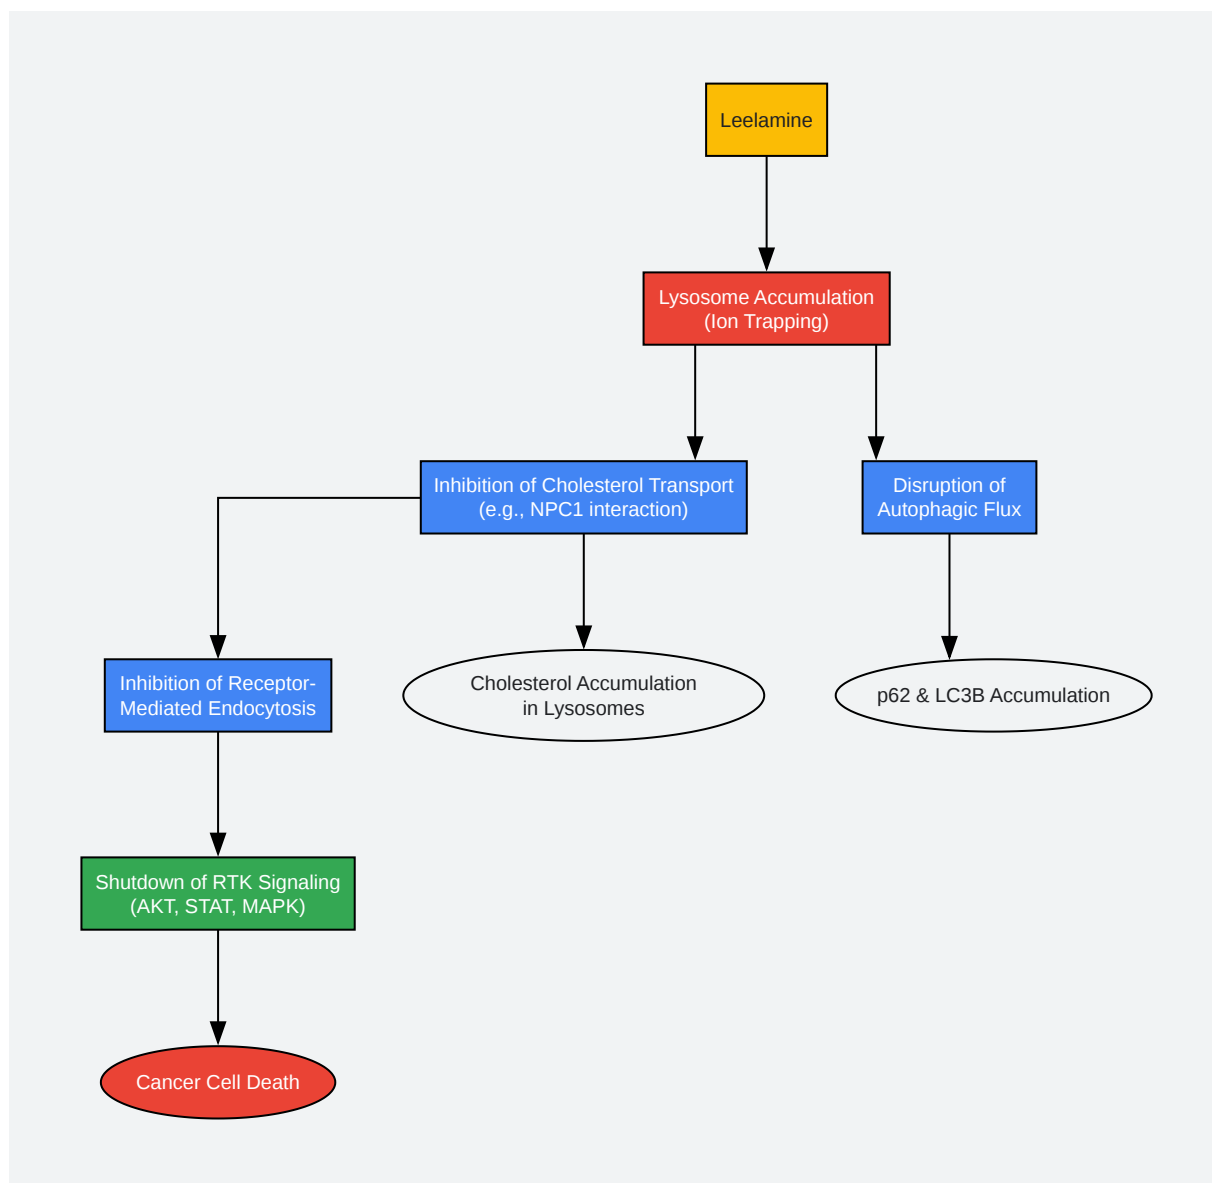 Leelamine
Lysosome Accumulation
(Ion Trapping)
Inhibition of Cholesterol Transport
(e.g., NPC1 interaction)
Disruption of
Autophagic Flux
Inhibition of Receptor-
Mediated Endocytosis
Cholesterol Accumulation
in Lysosomes
p62 & LC3B Accumulation
Shutdown of RTK Signaling
(AKT, STAT, MAPK)
Cancer Cell Death